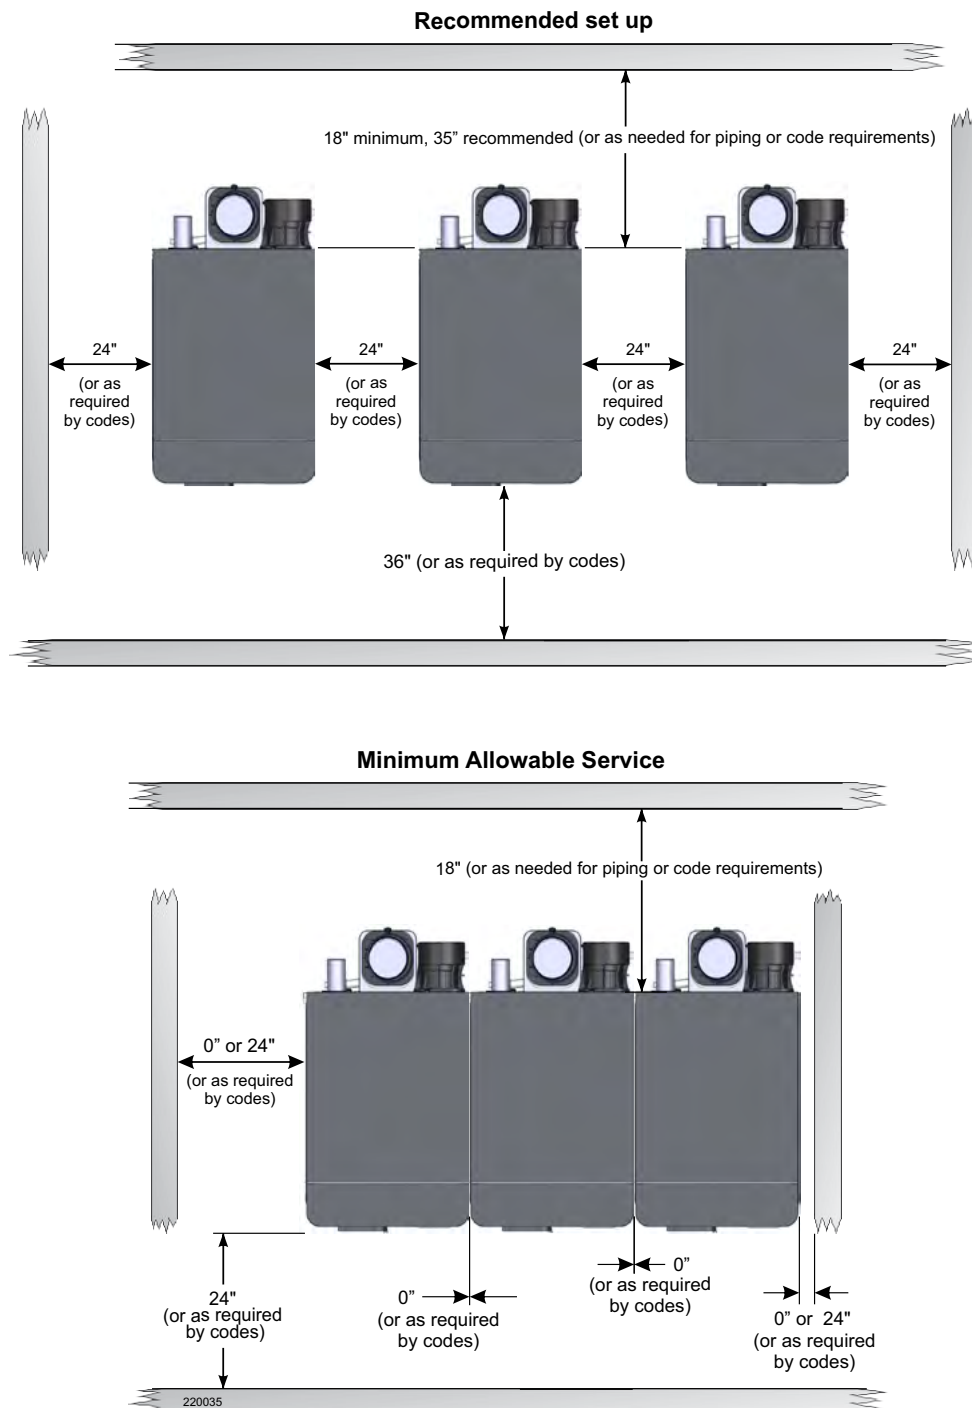 Recommended set up
18" minimum, 35” recommended (or as needed for piping or code requirements)
24"
(or as
required
by codes)
24"
(or as
required
by codes)
24"
(or as
required
by codes)
24"
(or as
required
by codes)
36" (or as required by codes)
Minimum Allowable Service
18" (or as needed for piping or code requirements)
0” or 24"
(or as required
by codes)
24"
(or as required
by codes)
0”
(or as required
by codes)
0”
(or as required
by codes)
0” or 24"
(or as required
by codes)
220035